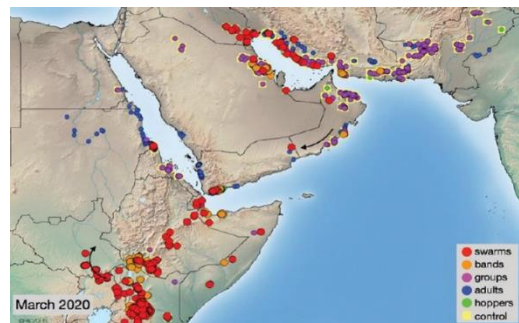 swarms
bands
groups
adults
hoppers
control
March 2020